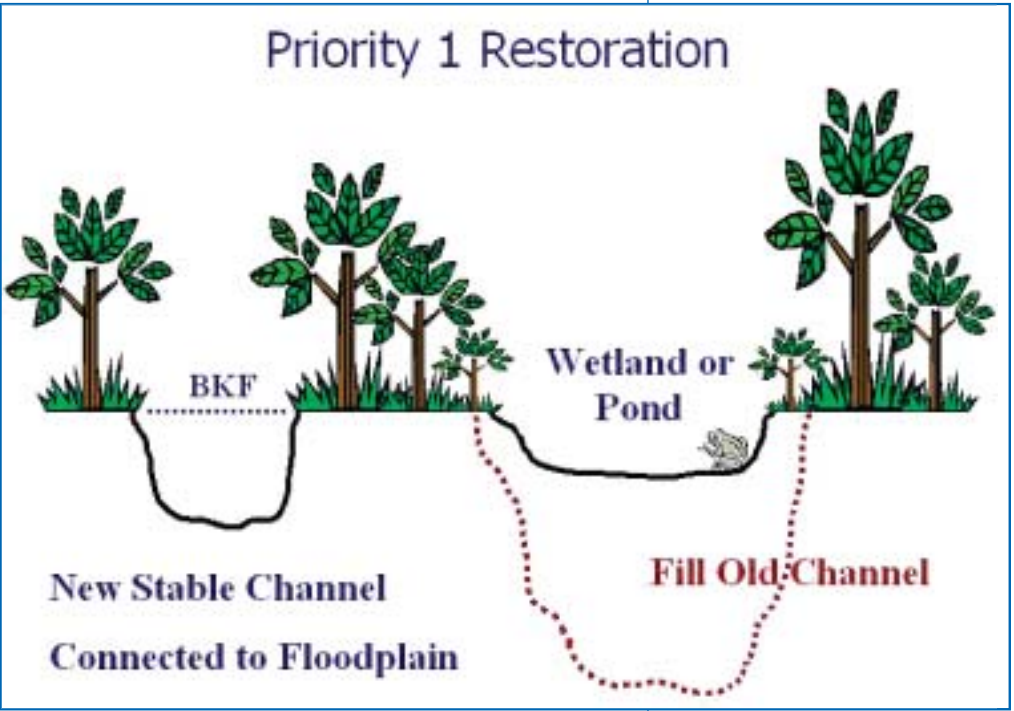 Priority 1 Restoration
BKF
Wetland or
Pond
Fill Old Channel
New Stable Channel
Connected to Floodplain